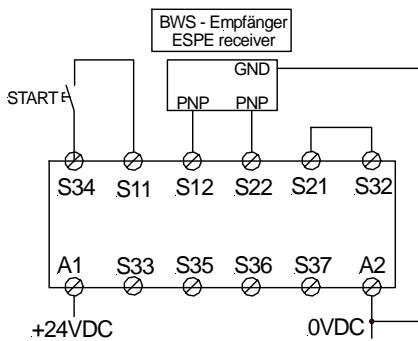 BWS - Empfänger
ESPE receiver
GND
START
PNP PNP
S34 S11 S12 S22 S21 S32
A1 S33 S35 S36 S37 A2
+24VDC 0VDC